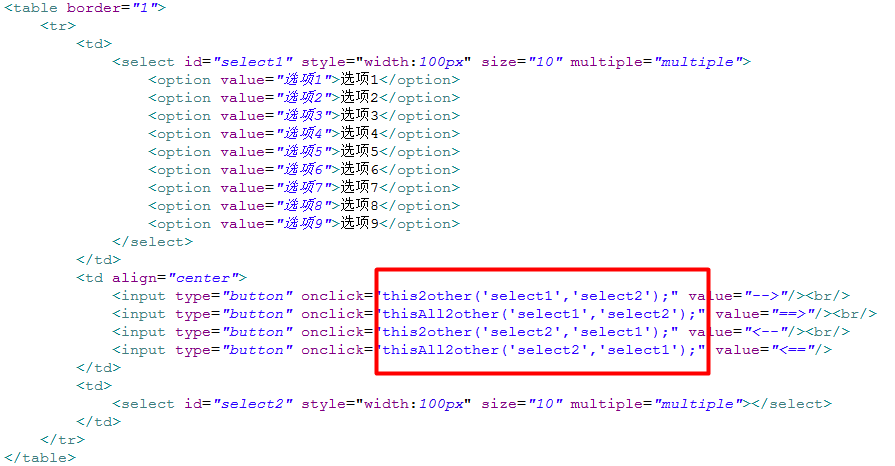 <table border="1">
    <tr>
        <td>
            <select id="select1" style="width:100px" size="10" multiple="multiple">
                <option value="选项1">选项1</option>
                <option value="选项2">选项2</option>
                <option value="选项3">选项3</option>
                <option value="选项4">选项4</option>
                <option value="选项5">选项5</option>
                <option value="选项6">选项6</option>
                <option value="选项7">选项7</option>
                <option value="选项8">选项8</option>
                <option value="选项9">选项9</option>
            </select>
        </td>
        <td align="center">
            <input type="button" onclick="this2other('select1','select2');" value="-->"/><br/>
            <input type="button" onclick="thisAll2other('select1','select2');" value="==>"/><br/>
            <input type="button" onclick="this2other('select2','select1');" value="<--"/><br/>
            <input type="button" onclick="thisAll2other('select2','select1');" value="<=="/>
        </td>
        <td>
            <select id="select2" style="width:100px" size="10" multiple="multiple"></select>
        </td>
    </tr>
</table>